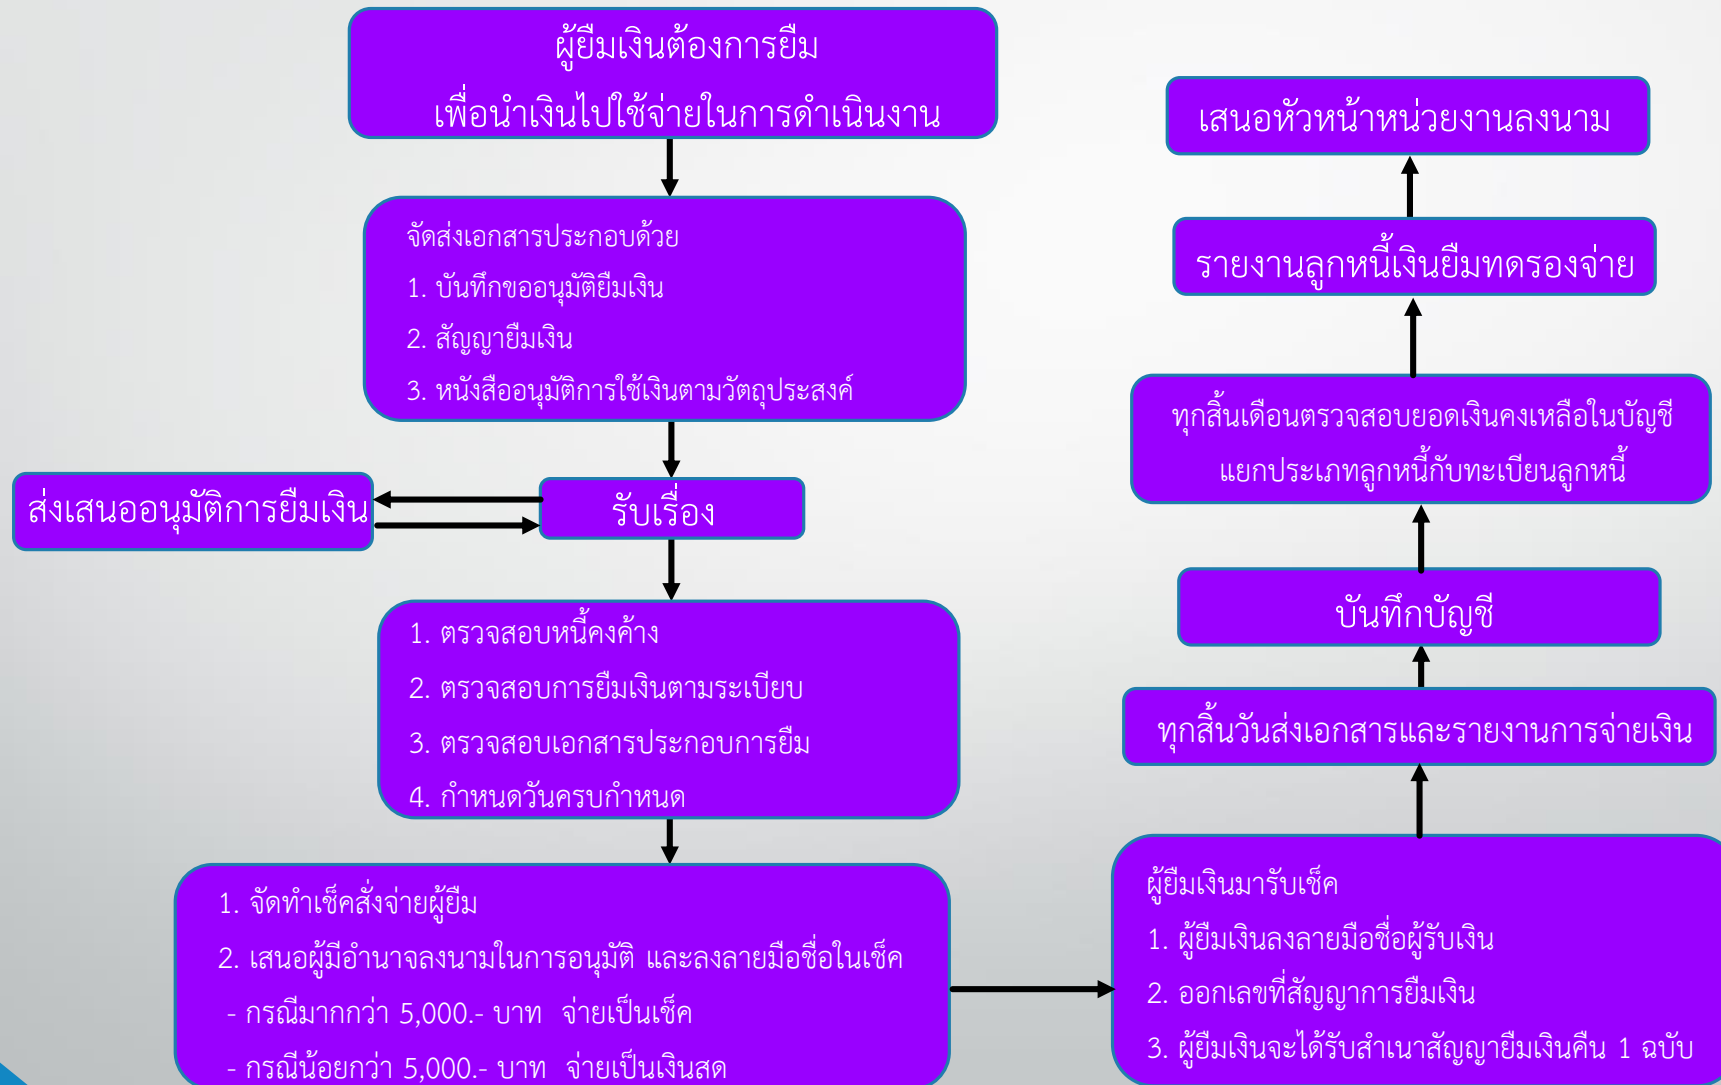 ผู้ยืมเงินต้องการยืม
เพื่อนำเงินไปใช้จ่ายในการดำเนินงาน
จัดส่งเอกสารประกอบด้วย
1. บันทึกขออนุมัติยืมเงิน
2. สัญญายืมเงิน
3. หนังสืออนุมัติการใช้เงินตามวัตถุประสงค์
ส่งเสนออนุมัติการยืมเงิน
รับเรื่อง
1. ตรวจสอบหนี้คงค้าง
2. ตรวจสอบการยืมเงินตามระเบียบ
3. ตรวจสอบเอกสารประกอบการยืม
4. กำหนดวันครบกำหนด
1. จัดทำเช็คสั่งจ่ายผู้ยืม
2. เสนอผู้มีอำนาจลงนามในการอนุมัติ และลงลายมือชื่อในเช็ค
- กรณีมากกว่า 5,000.- บาท จ่ายเป็นเช็ค
- กรณีน้อยกว่า 5,000.- บาท จ่ายเป็นเงินสด
ผู้ยืมเงินมารับเช็ค
1. ผู้ยืมเงินลงลายมือชื่อผู้รับเงิน
2. ออกเลขที่สัญญาการยืมเงิน
3. ผู้ยืมเงินจะได้รับสำเนาสัญญายืมเงินคืน 1 ฉบับ
ทุกสิ้นวันส่งเอกสารและรายงานการจ่ายเงิน
บันทึกบัญชี
ทุกสิ้นเดือนตรวจสอบยอดเงินคงเหลือในบัญชี
แยกประเภทลูกหนี้กับทะเบียนลูกหนี้
รายงานลูกหนี้เงินยืมทดรองจ่าย
เสนอหัวหน้าหน่วยงานลงนาม